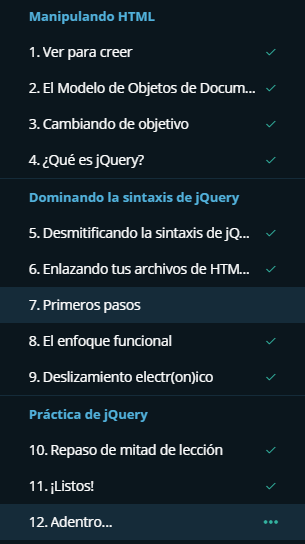 Manipulando HTML
1. Ver para creer
2. El Modelo de Objetos de Docum...
3. Cambiando de objetivo
4. ¿Qué es jQuery?
Dominando la sintaxis de jQuery
5. Desmitificando la sintaxis de jQ...
6. Enlazando tus archivos de HTM...
7. Primeros pasos
8. El enfoque funcional
9. Deslizamiento electr(on)ico
Práctica de jQuery
10. Repaso de mitad de lección
11. ¡Listos!
12. Adentro...